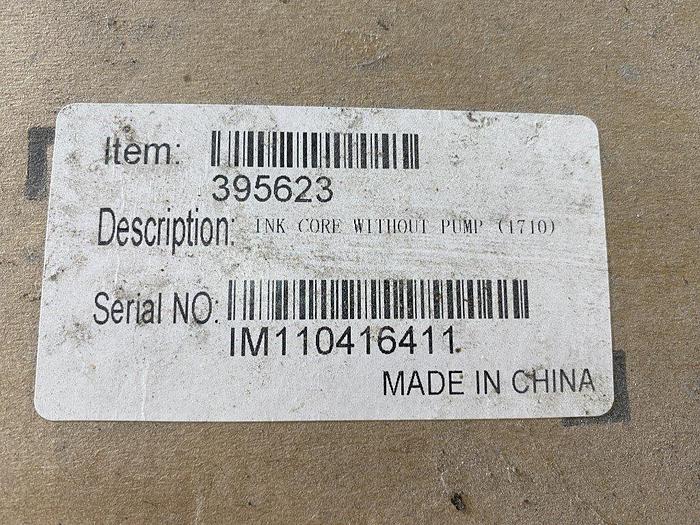 Item:
395623
Description: INK CORE WITHOUT PUMP (1710)
Serial NO:
IM110416411
MADE IN CHINA